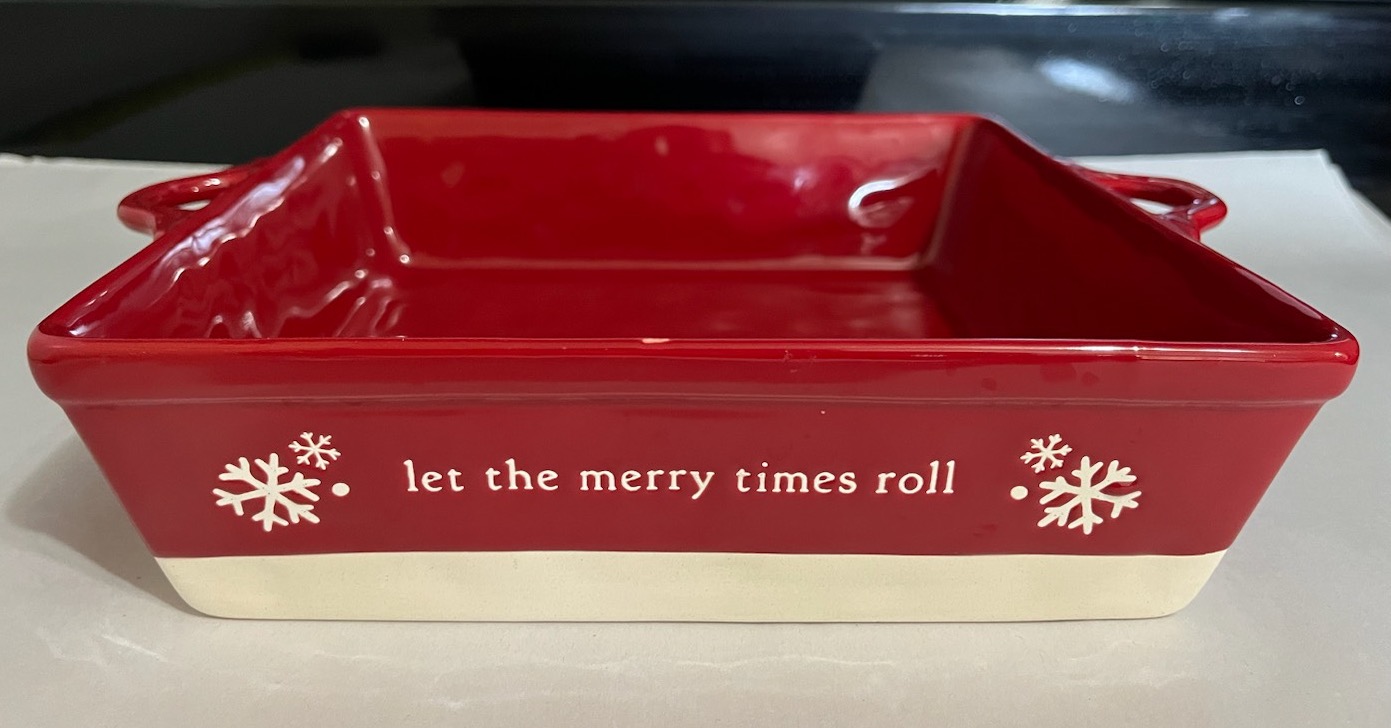 let the merry times roll